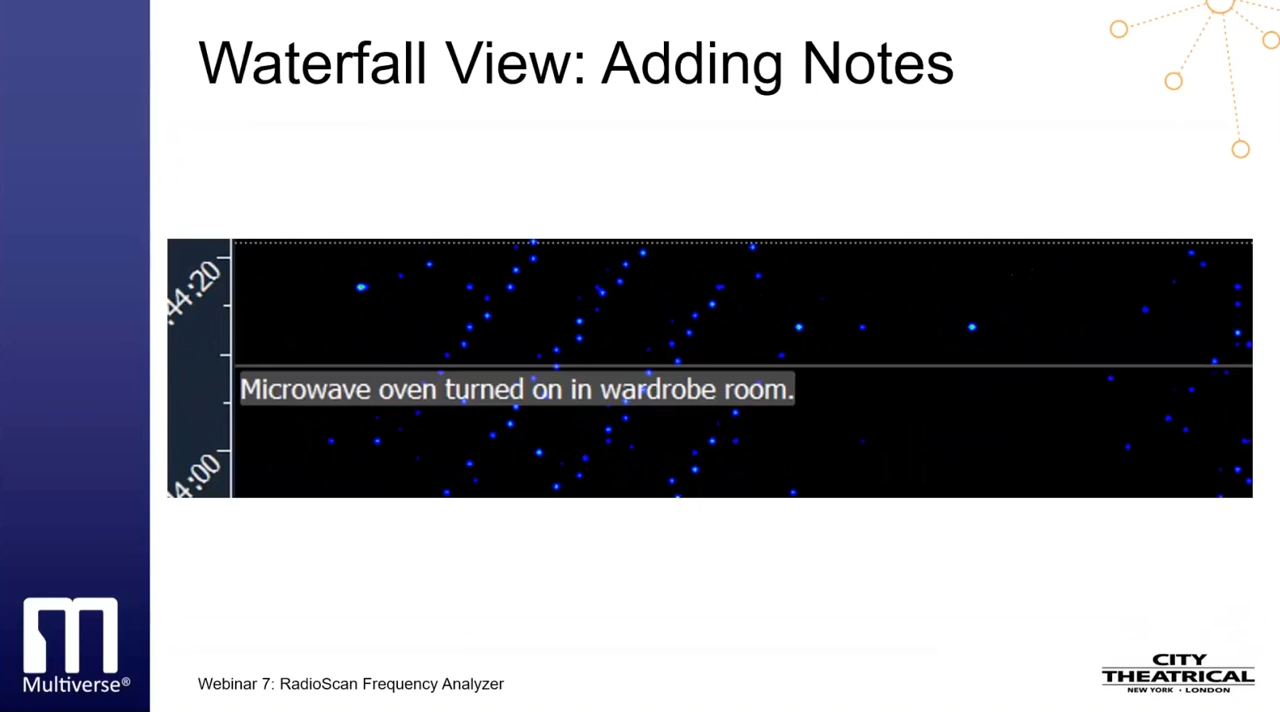 Waterfall View: Adding Notes
:44:20
Microwave oven turned on in wardrobe room.
4:00
Multiverse®
Webinar 7: RadioScan Frequency Analyzer
CITY
THEATRICAL
NEW YORK • LONDON